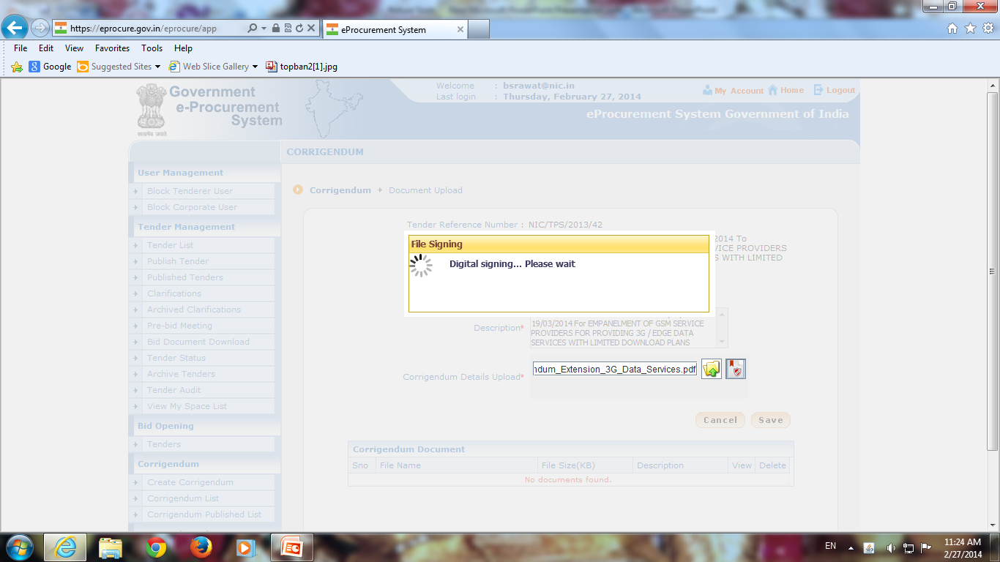 https://eprocure.gov.in/eprocure/app
eProcurement System
File Edit View Favorites Tools Help
Google Suggested Sites Web Slice Gallery topban2[1].jpg
Government
e-Procurement
System
सत्यमेव जयते
Welcome : bsrawat@nic.in
Last login : Thursday, February 27, 2014
My Account Home Logout
eProcurement System Government of India
CORRIGENDUM
User Management
Block Tenderer User
Block Corporate User
Tender Management
Tender List
Publish Tender
Published Tenders
Clarifications
Archived Clarifications
Pre-bid Meeting
Bid Document Download
Tender Status
Archive Tenders
Tender Audit
View My Space List
Bid Opening
Tenders
Corrigendum
Create Corrigendum
Corrigendum List
Corrigendum Published List
Corrigendum Document Upload
Tender Reference Number : NIC/TPS/2013/42
2014 To
VICE PROVIDERS
S WITH LIMITED
File Signing
Digital signing... Please wait
Description*
19/03/2014 For EMPANELMENT OF GSM SERVICE
PROVIDERS FOR PROVIDING 3G / EDGE DATA
SERVICES WITH LIMITED DOWNLOAD PLANS
Corrigendum Details Upload*
ndum_Extension_3G_Data_Services.pdf
Cancel Save
Corrigendum Document
Sno File Name File Size(KB) Description View Delete
No documents found.
EN
11:24 AM
2/27/2014